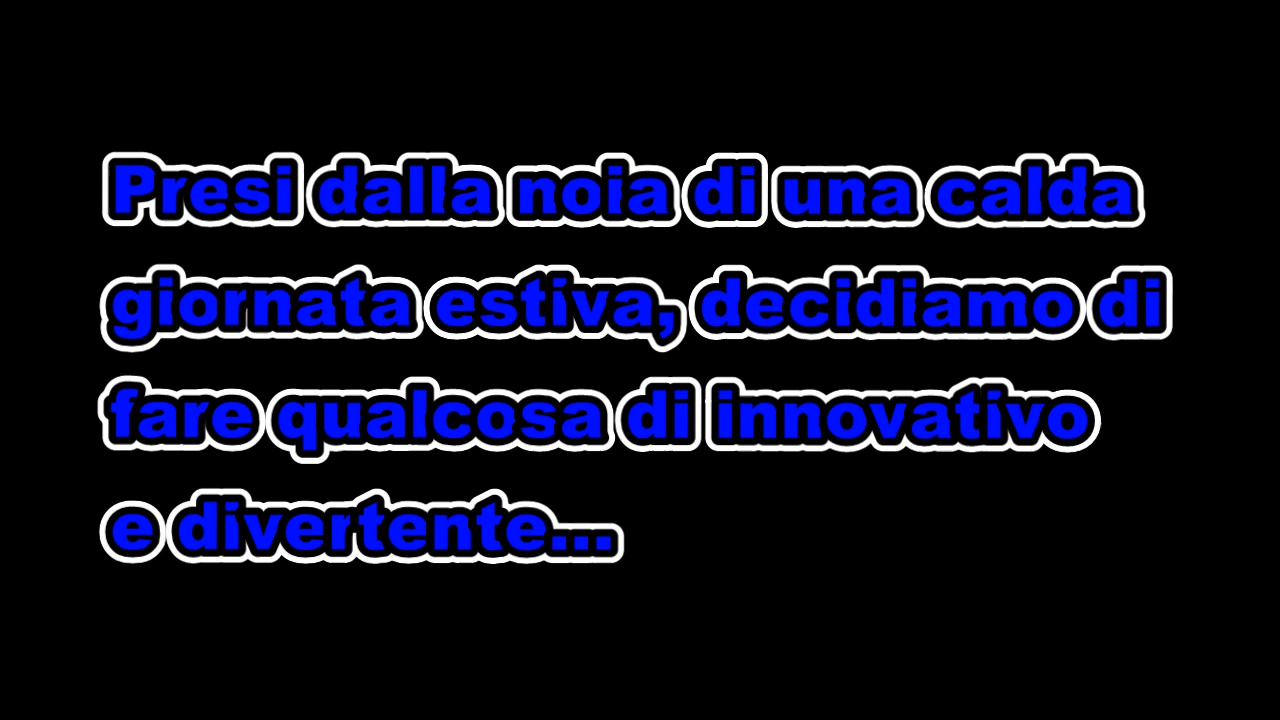 Presi dalla noia di una calda
giornata estiva, decidiamo di
fare qualcosa di innovativo
e divertente...